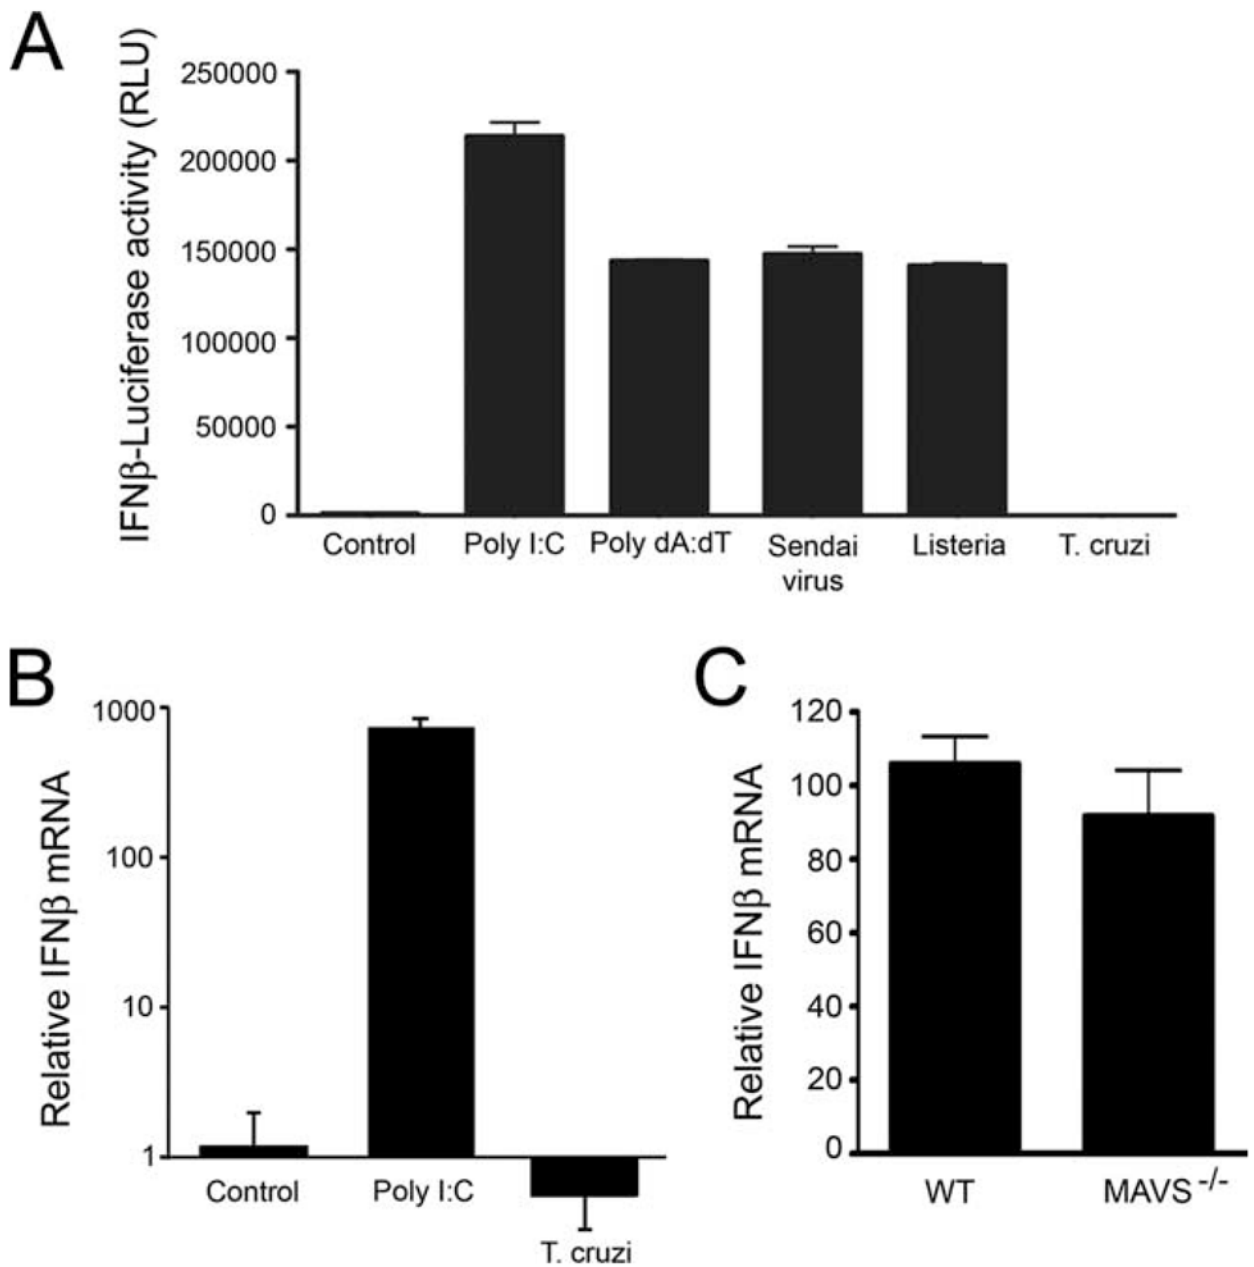 A
IFNβ-Luciferase activity (RLU)
250000
200000
150000
100000
50000
0
Control
Poly I:C
Poly dA:dT
Sendai
virus
Listeria
T. cruzi
B
Relative IFNβ mRNA
1000
100
10
1
Control
Poly I:C
T. cruzi
C
Relative IFNβ mRNA
120
100
80
60
40
20
0
WT
MAVS -/-